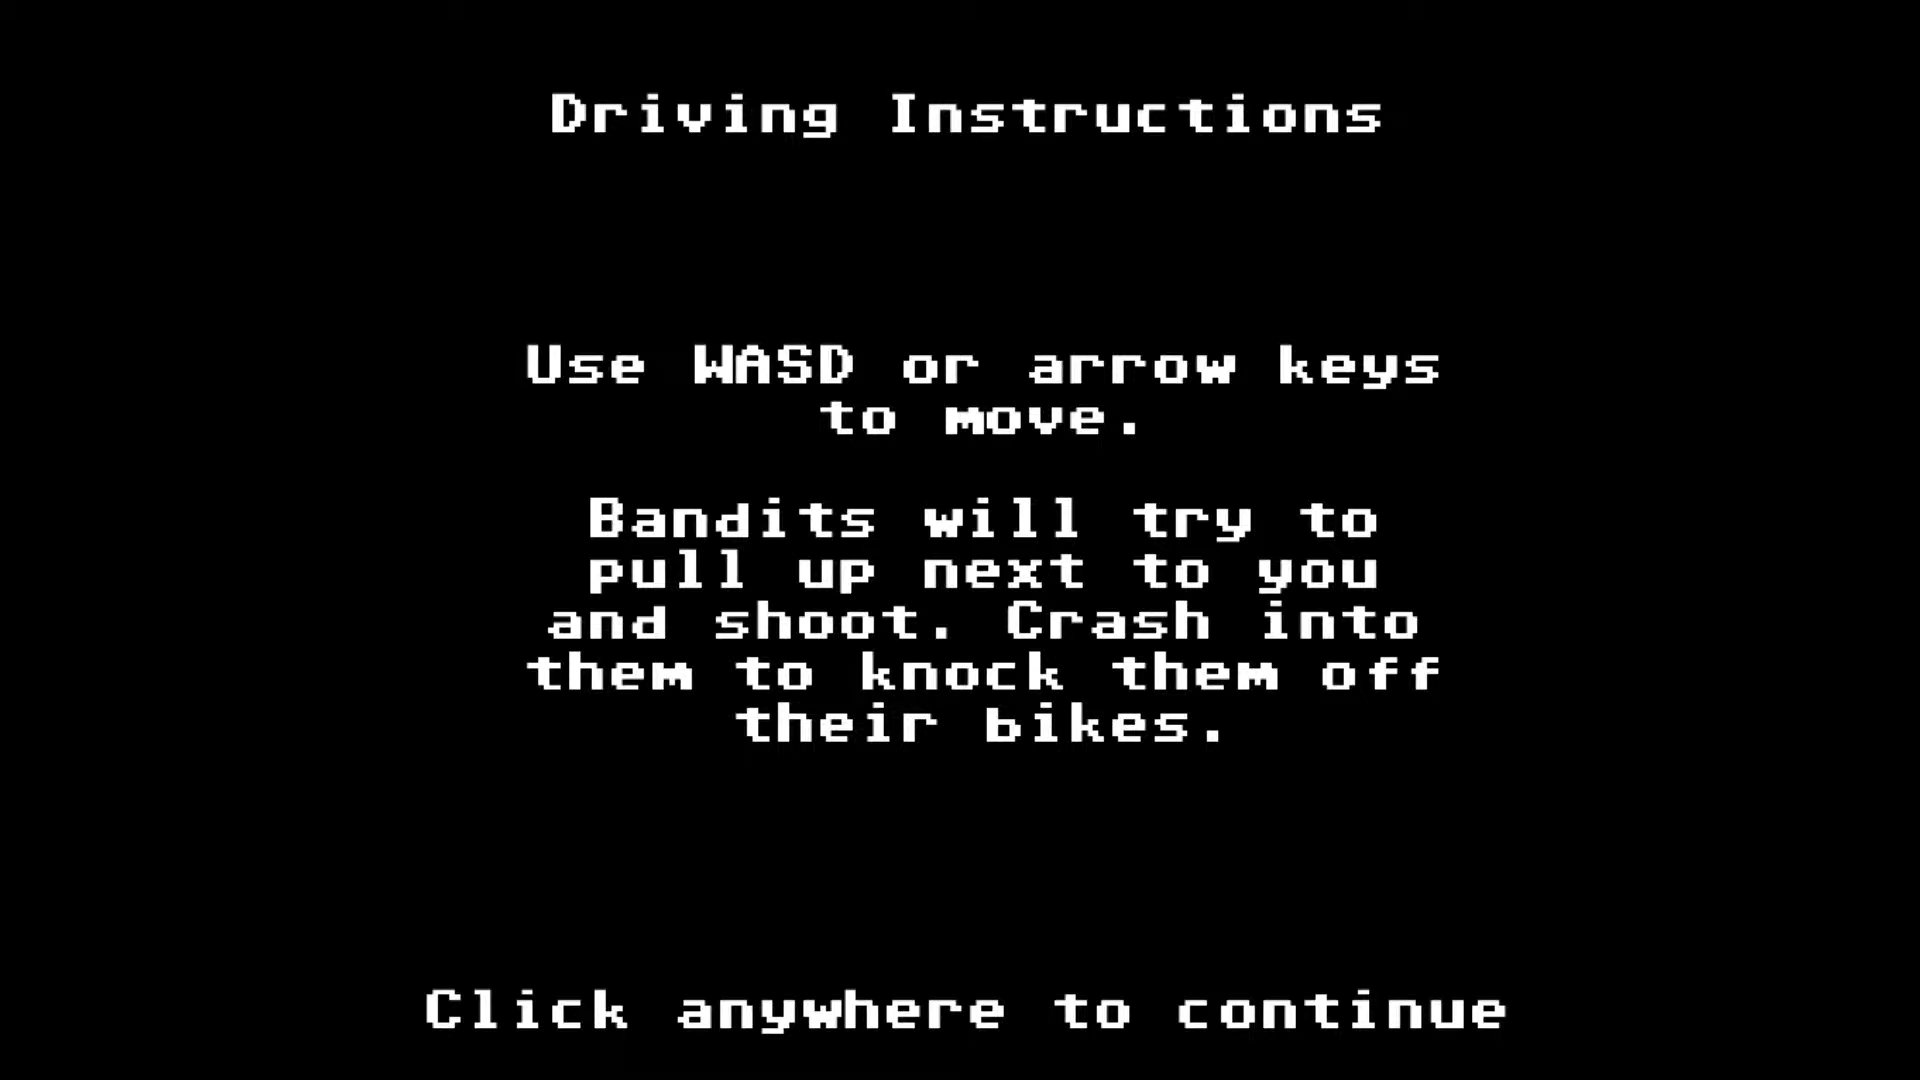 Driving Instructions
Use WASD or arrow keys
to move.
Bandits will try to
pull up next to you
and shoot. Crash into
them to knock them off
their bikes.
Click anywhere to continue